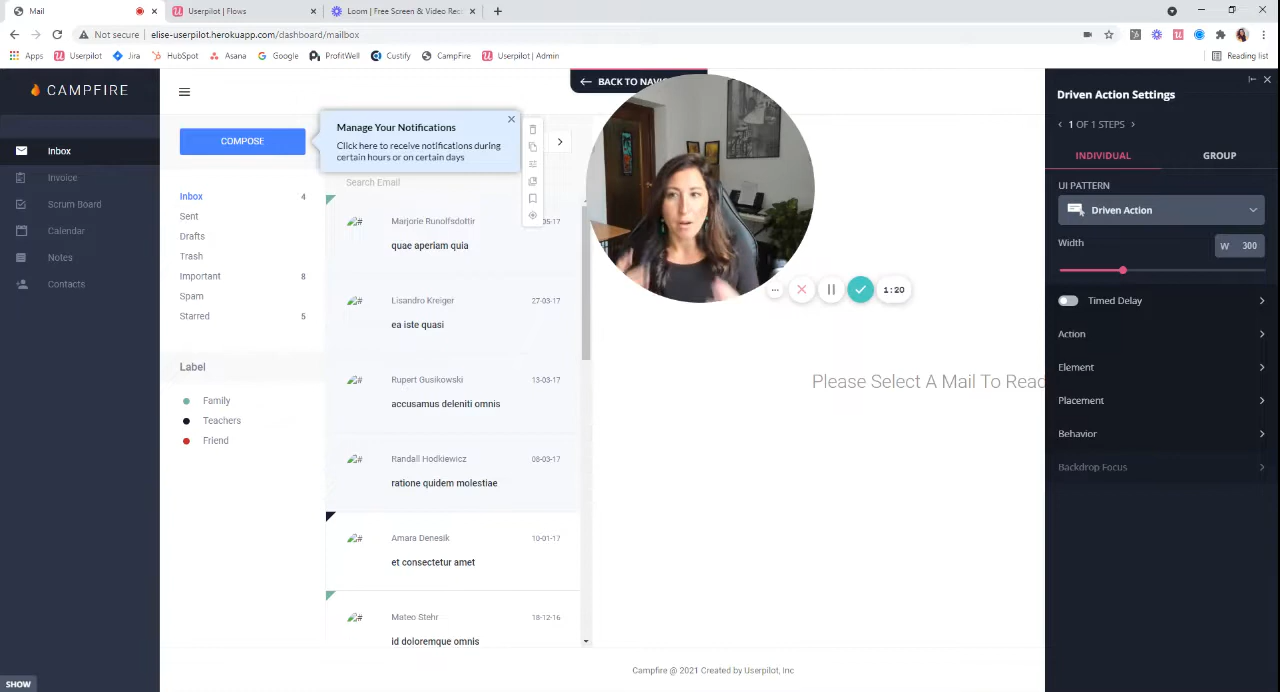 Mail
Userpilot | Flows
Loom | Free Screen & Video Rec
Not secure
elise-userpilot.herokuapp.com/dashboard/mailbox
Apps
Userpilot
Jira
HubSpot
Asana
Google
ProfitWell
Custify
CampFire
Userpilot | Admin
Reading list
CAMPFIRE
Inbox
Invoice
Scrum Board
Calendar
Notes
Contacts
SHOW
COMPOSE
Inbox 4
Sent
Drafts
Trash
Important 8
Spam
Starred 5
Label
Family
Teachers
Friend
Manage Your Notifications
Click here to receive notifications during
certain hours or on certain days
Search Email
Marjorie Runolfsdottir 05-17
quae aperiam quia
Lisandro Kreiger 27-03-17
ea iste quasi
Rupert Gusikowski 13-03-17
accusamus deleniti omnis
Randall Hodkiewicz 08-03-17
ratione quidem molestiae
Amara Denesik 10-01-17
et consectetur amet
Mateo Stehr 18-12-16
id doloremque omnis
BACK TO NAVI
1:20
Please Select A Mail To Read
Campfire @ 2021 Created by Userpilot, Inc
Driven Action Settings
1 OF 1 STEPS
INDIVIDUAL
GROUP
UI PATTERN
Driven Action
Width W 300
Timed Delay
Action
Element
Placement
Behavior
Backdrop Focus